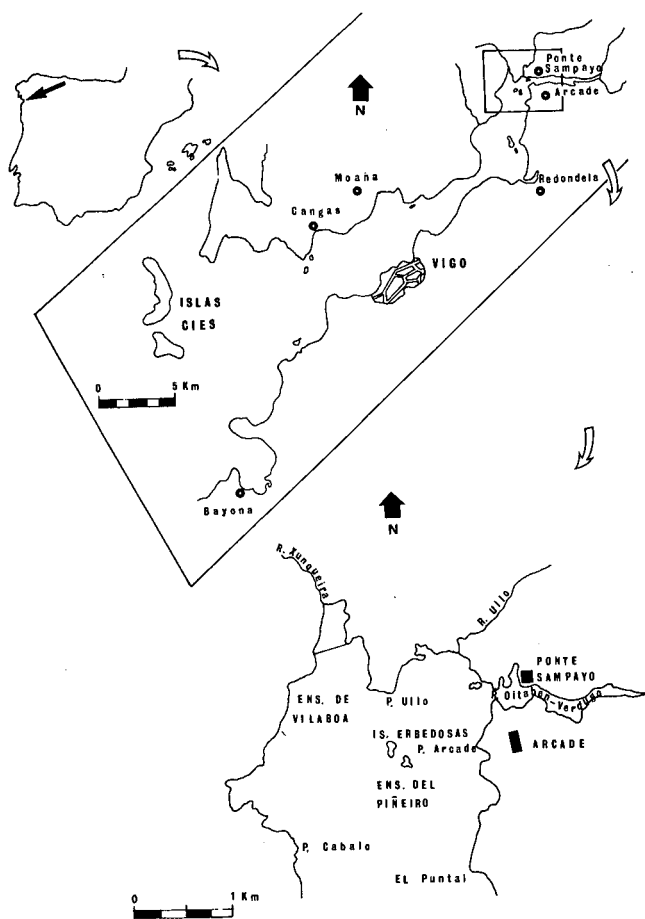 Ponte
Sampayo
Arcade
N
Moaña
Redondela
Cangas
VIGO
ISLAS
CIES
0 5 Km
Bayona
N
R. Xunqueira
R. Ullo
PONTE
SAMPAYO
R. Oitaben-Verdugo
ENS. DE
VILABOA
P. Ullo
IS. ERBEDOSAS
P. Arcade
ARCADE
ENS. DEL
PIÑEIRO
P. Cabalo
EL Puntal
0 1 Km